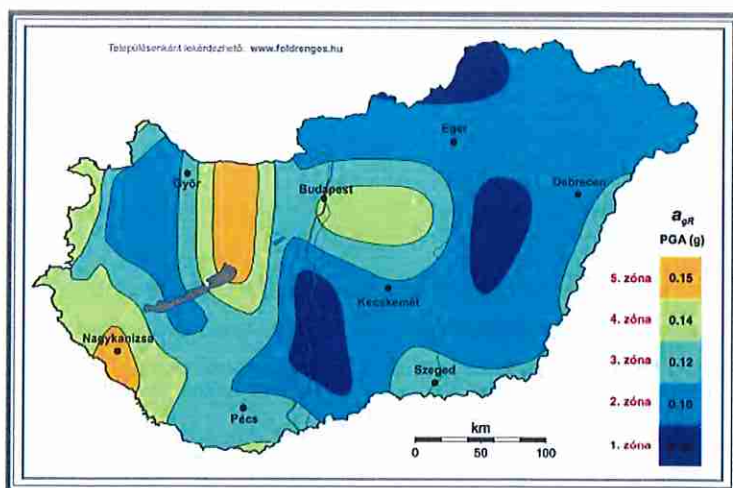 Településenként lekérdezhető: www.foldrenges.hu
Eger
Győr
Budapest
Debrecen
Kecskemét
Nagykanizsa
Szeged
Pécs
km
0 50 100
agR
PGA (g)
5. zóna 0.15
4. zóna 0.14
3. zóna 0.12
2. zóna 0.10
1. zóna